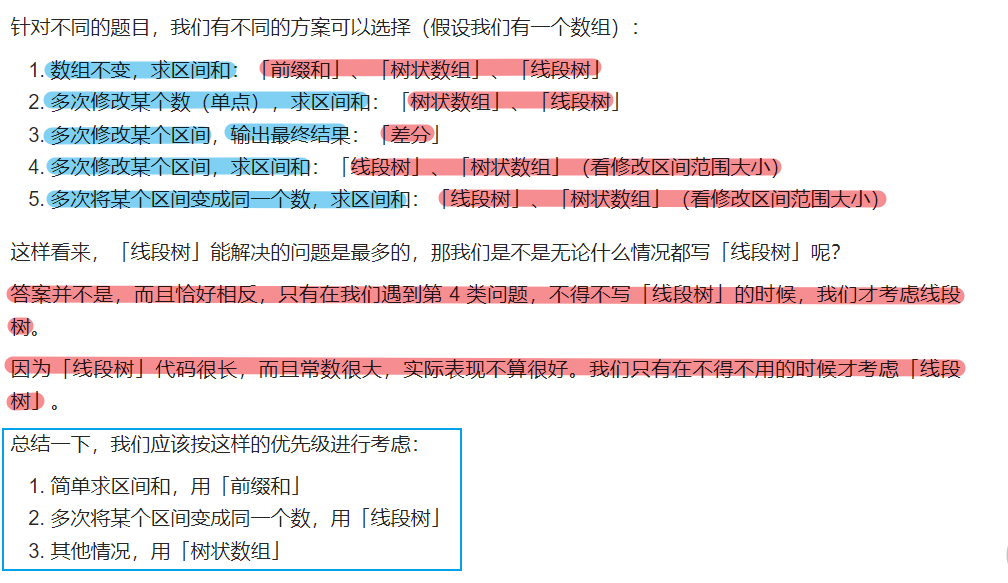 针对不同的题目，我们有不同的方案可以选择（假设我们有一个数组）：
1. 数组不变，求区间和：「前缀和」、「树状数组」、「线段树」
2. 多次修改某个数（单点），求区间和：「树状数组」、「线段树」
3. 多次修改某个区间，输出最终结果：「差分」
4. 多次修改某个区间，求区间和：「线段树」、「树状数组」（看修改区间范围大小）
5. 多次将某个区间变成同一个数，求区间和：「线段树」、「树状数组」（看修改区间范围大小）
这样看来，「线段树」能解决的问题是最多的，那我们是不是无论什么情况都写「线段树」呢？
答案并不是，而且恰好相反，只有在我们遇到第 4 类问题，不得不写「线段树」的时候，我们才考虑线段
树。
因为「线段树」代码很长，而且常数很大，实际表现不算很好。我们只有在不得不用的时候才考虑「线段
树」。
总结一下，我们应该按这样的优先级进行考虑：
1. 简单求区间和，用「前缀和」
2. 多次将某个区间变成同一个数，用「线段树」
3. 其他情况，用「树状数组」